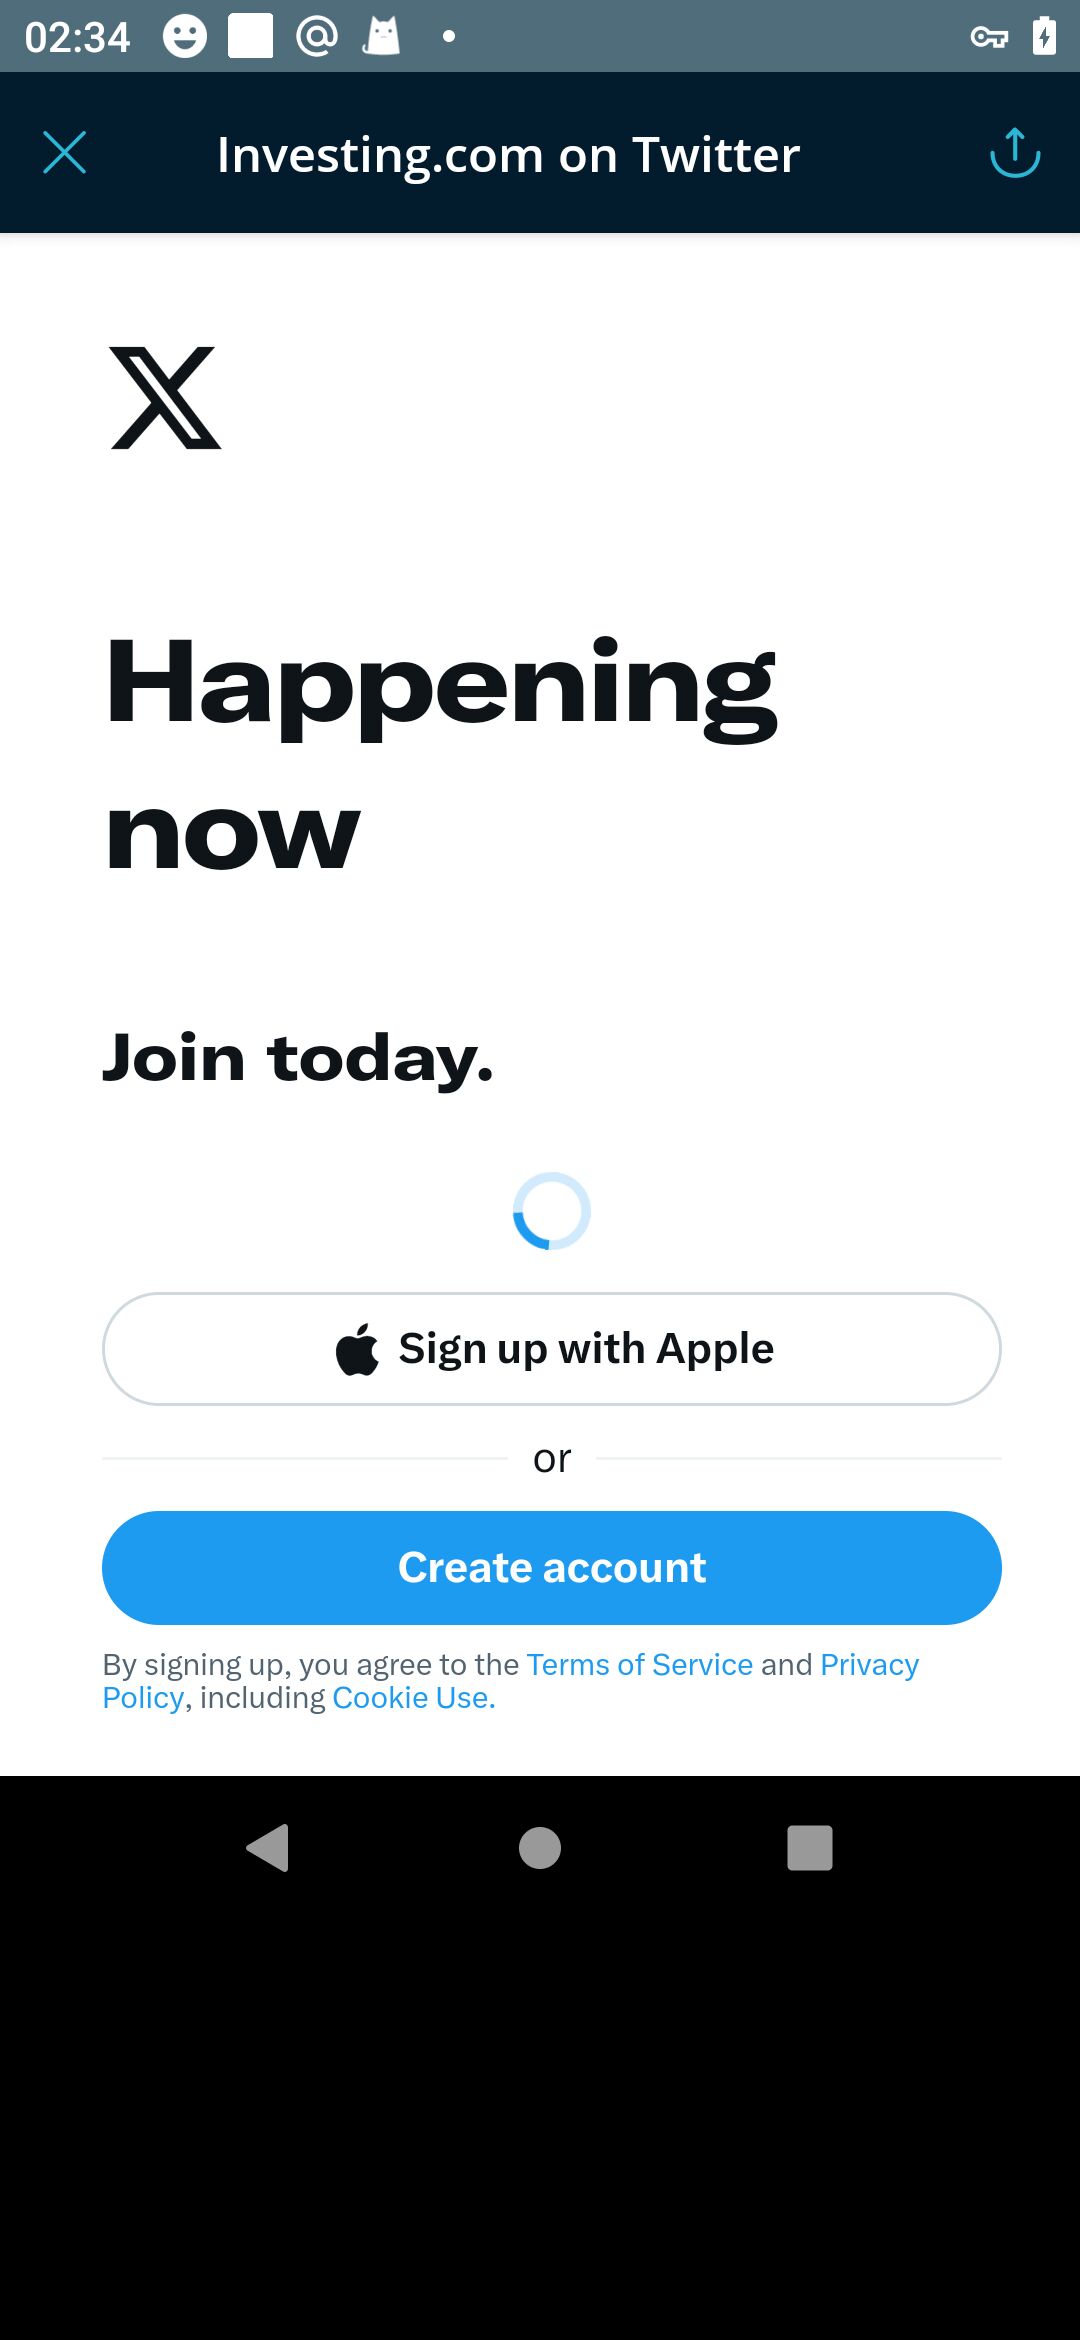 02:34
Investing.com on Twitter
Happening
now
Join today.
Sign up with Apple
or
Create account
By signing up, you agree to the Terms of Service and Privacy
Policy, including Cookie Use.